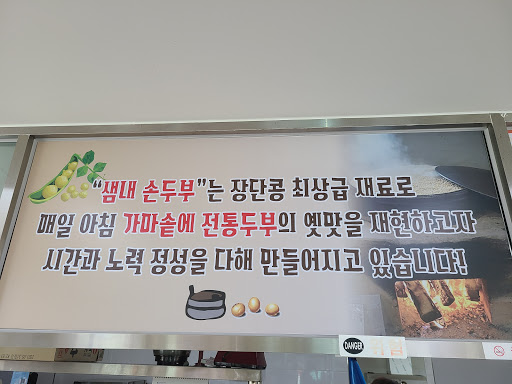 "샘내 손두부"는 장단콩 최상급 재료로
매일 아침 가마솥에 전통두부의 옛맛을 재현하고자
시간과 노력 정성을 다해 만들어지고 있습니다!
DANGER